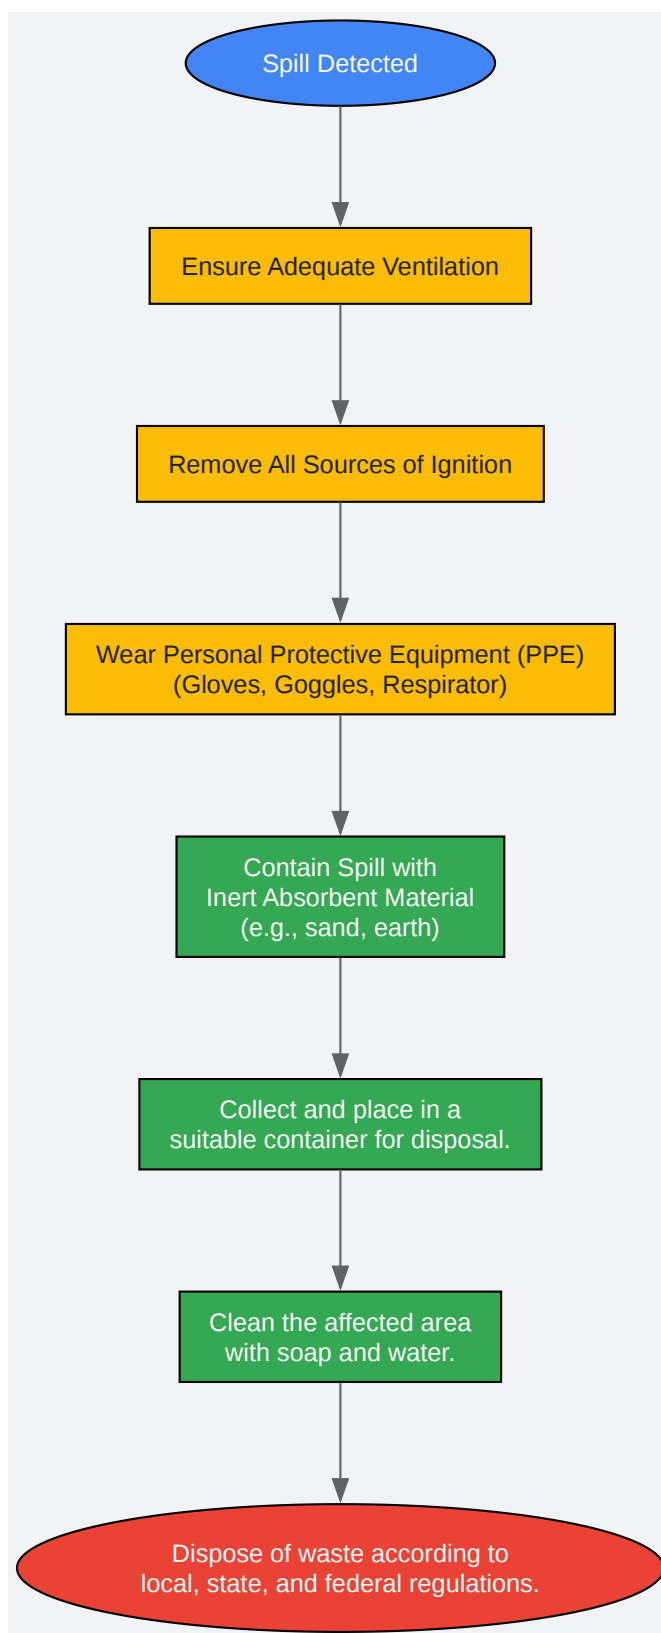 Spill Detected
Ensure Adequate Ventilation
Remove All Sources of Ignition
Wear Personal Protective Equipment (PPE)
(Gloves, Goggles, Respirator)
Contain Spill with
Inert Absorbent Material
(e.g., sand, earth)
Collect and place in a
suitable container for disposal.
Clean the affected area
with soap and water.
Dispose of waste according to
local, state, and federal regulations.